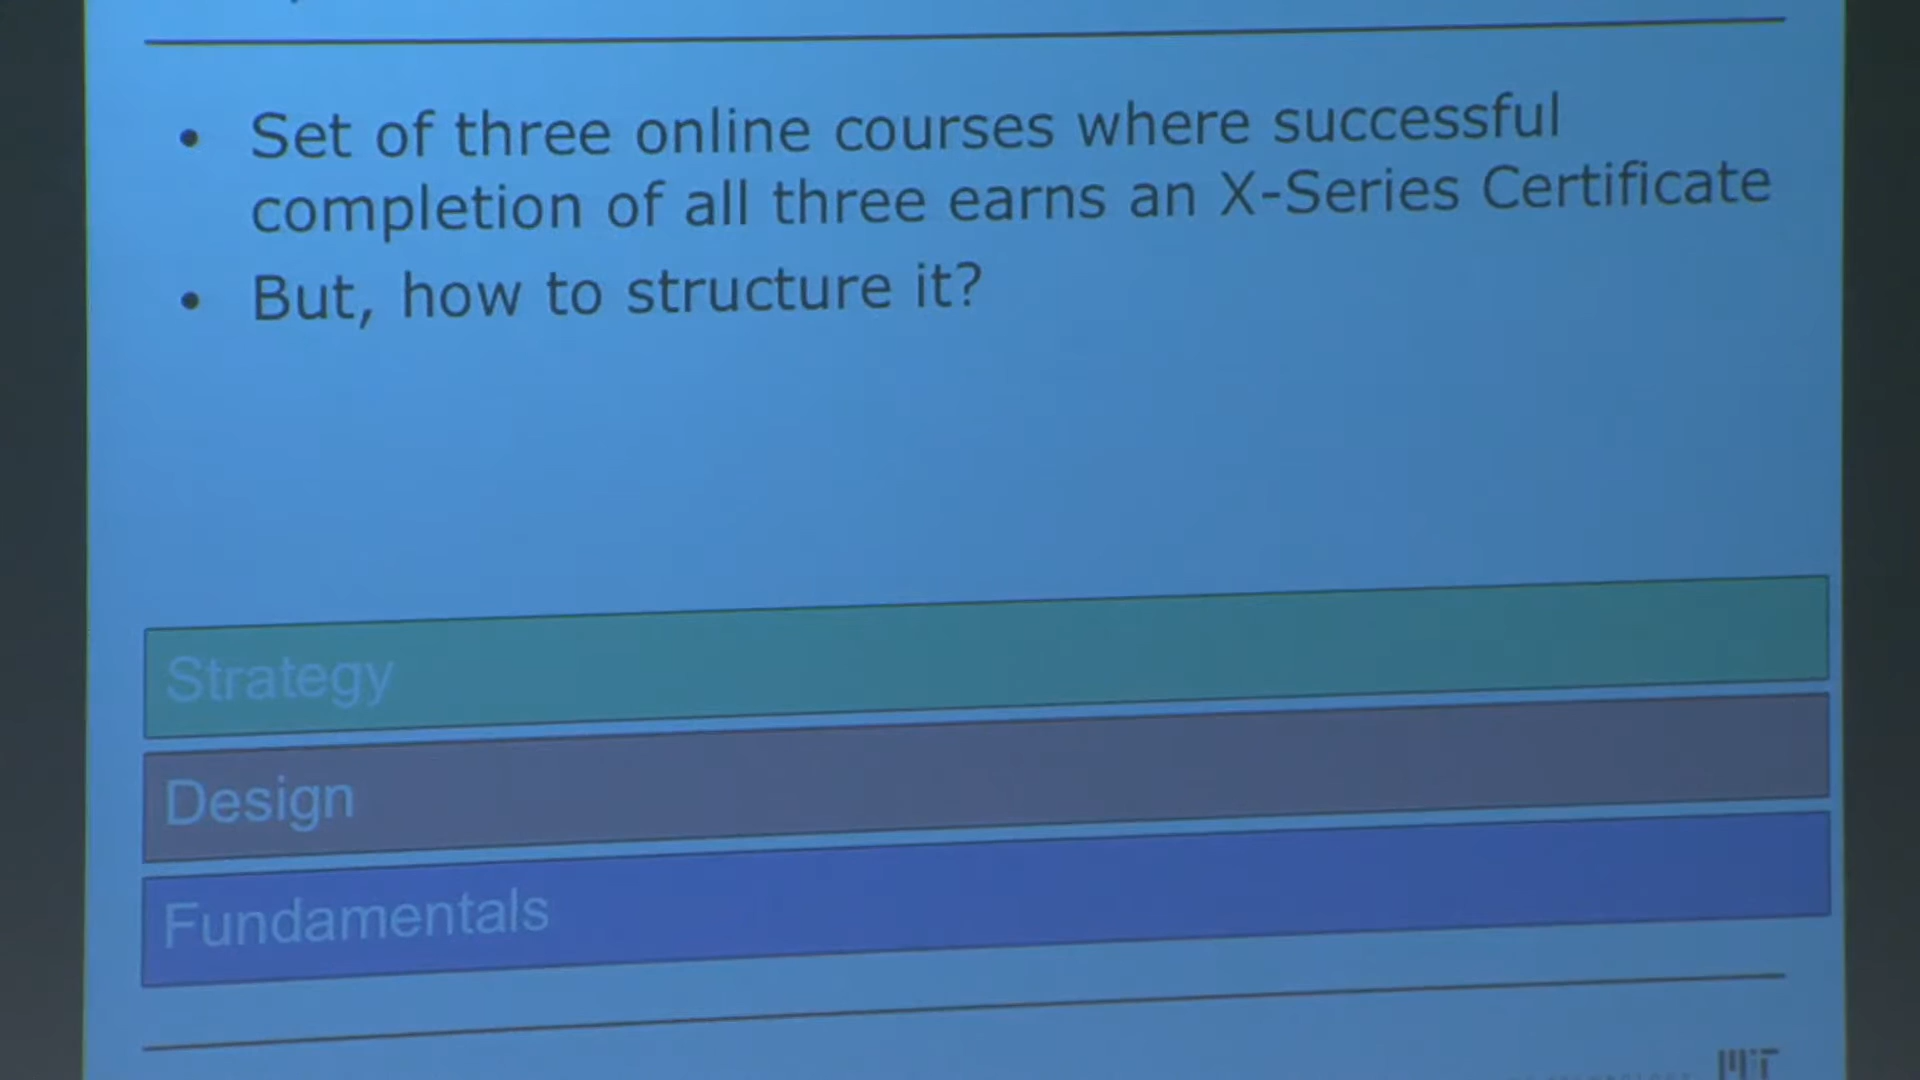 • Set of three online courses where successful
completion of all three earns an X-Series Certificate
• But, how to structure it?
Strategy
Design
Fundamentals
MIT